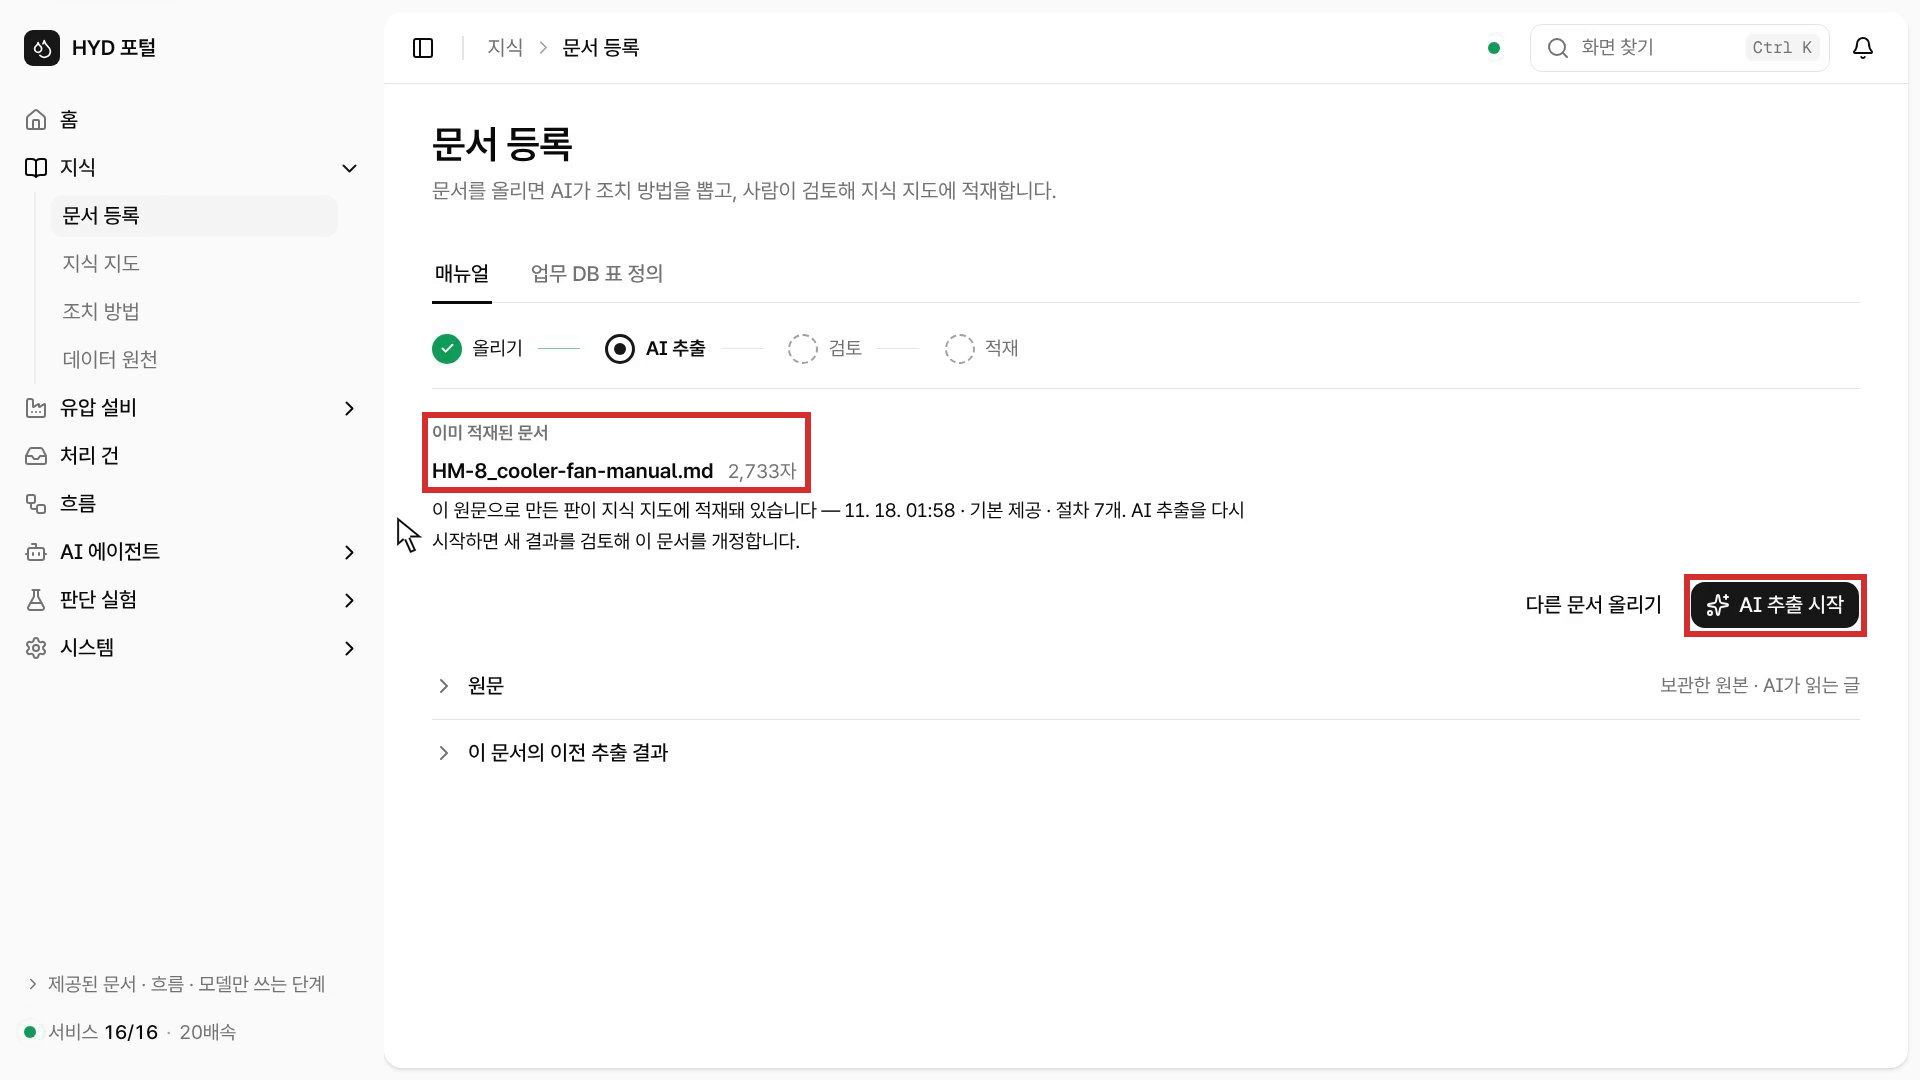 HYD 포털
홈
지식
문서 등록
지식 지도
조치 방법
데이터 원천
유압 설비
처리 건
흐름
AI 에이전트
판단 실험
시스템
제공된 문서 · 흐름 · 모델만 쓰는 단계
서비스 16/16 · 20배속
지식 > 문서 등록
화면 찾기 Ctrl K
문서 등록
문서를 올리면 AI가 조치 방법을 뽑고, 사람이 검토해 지식 지도에 적재합니다.
매뉴얼 업무 DB 표 정의
올리기 AI 추출 검토 적재
이미 적재된 문서
HM-8_cooler-fan-manual.md 2,733자
이 원문으로 만든 판이 지식 지도에 적재돼 있습니다 — 11. 18. 01:58 · 기본 제공 · 절차 7개. AI 추출을 다시
시작하면 새 결과를 검토해 이 문서를 개정합니다.
다른 문서 올리기 AI 추출 시작
원문 보관한 원본 · AI가 읽는 글
이 문서의 이전 추출 결과